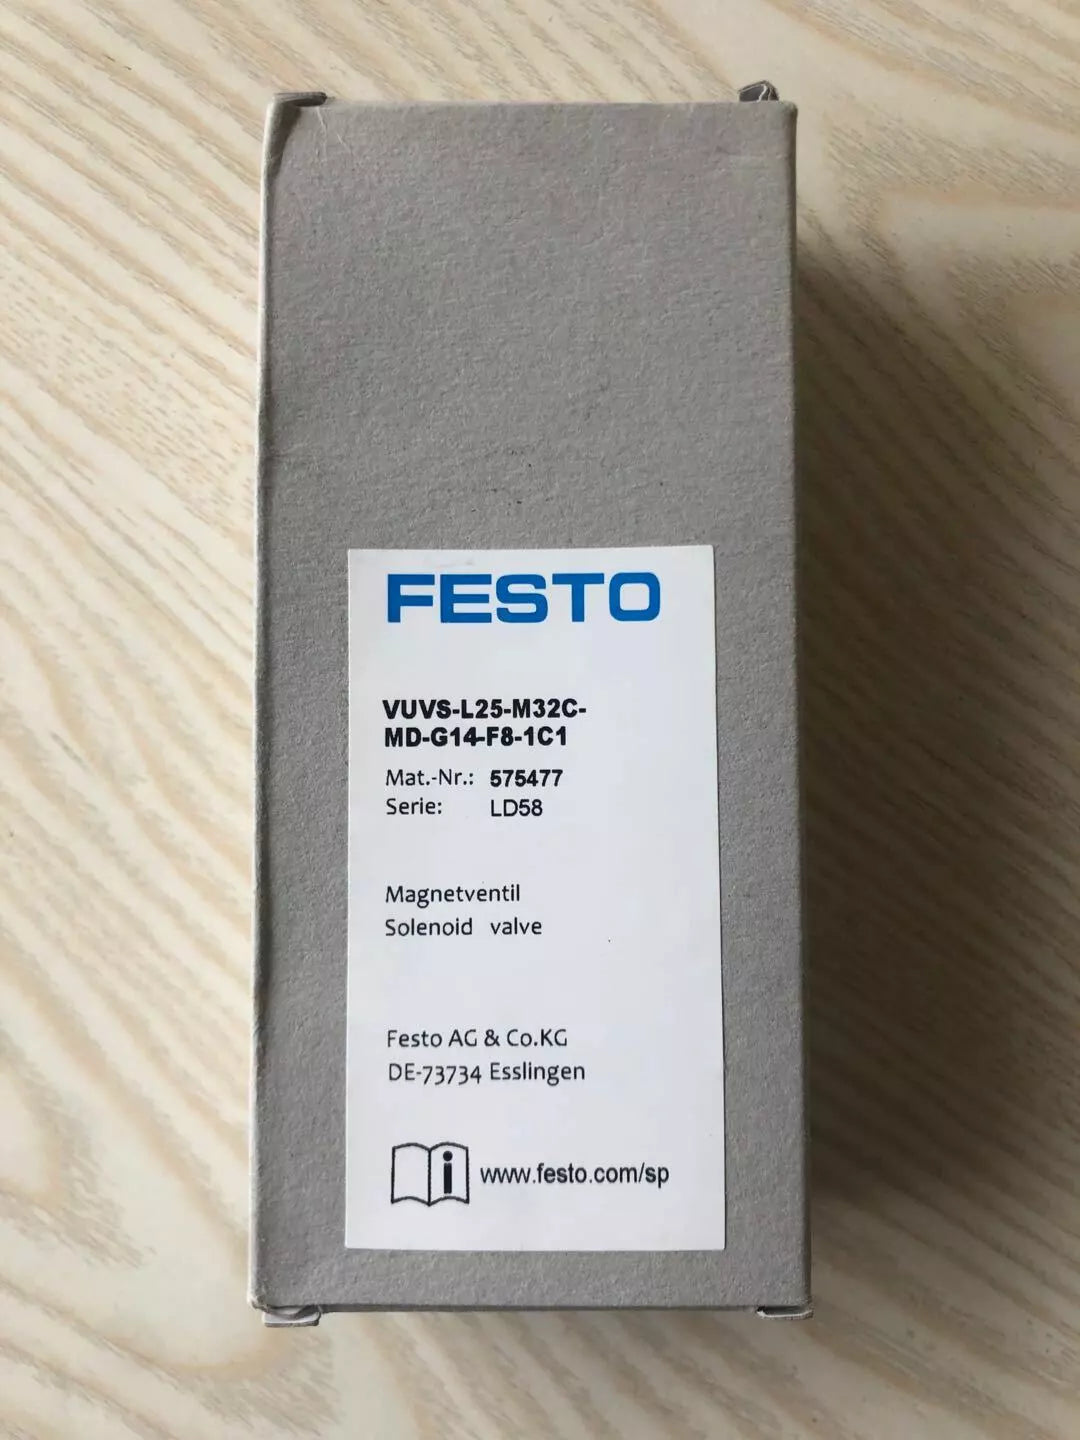 FESTO
VUVS-L25-M32C-
MD-G14-F8-1C1
Mat.-Nr.: 575477
Serie: LD58
Magnetventil
Solenoid valve
Festo AG & Co.KG
DE-73734 Esslingen
i www.festo.com/sp